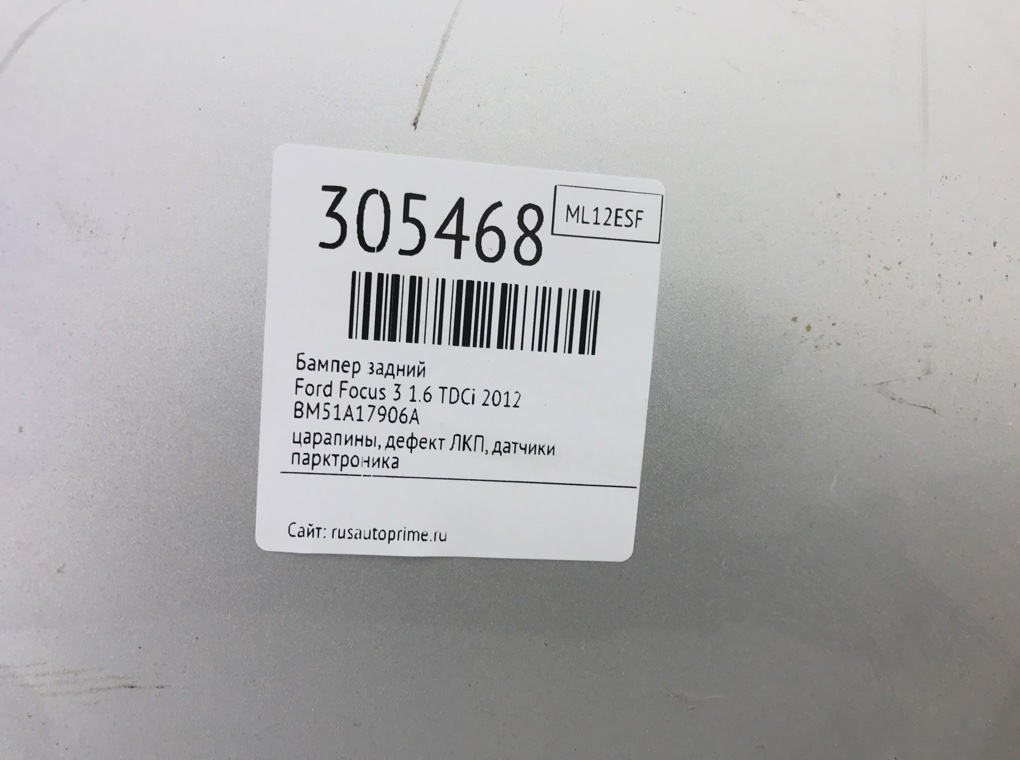 305468
ML12ESF
Бампер задний
Ford Focus 3 1.6 TDCi 2012
BM51A17906A
царапины, дефект ЛКП, датчики
парктроника
Сайт: rusautoprime.ru